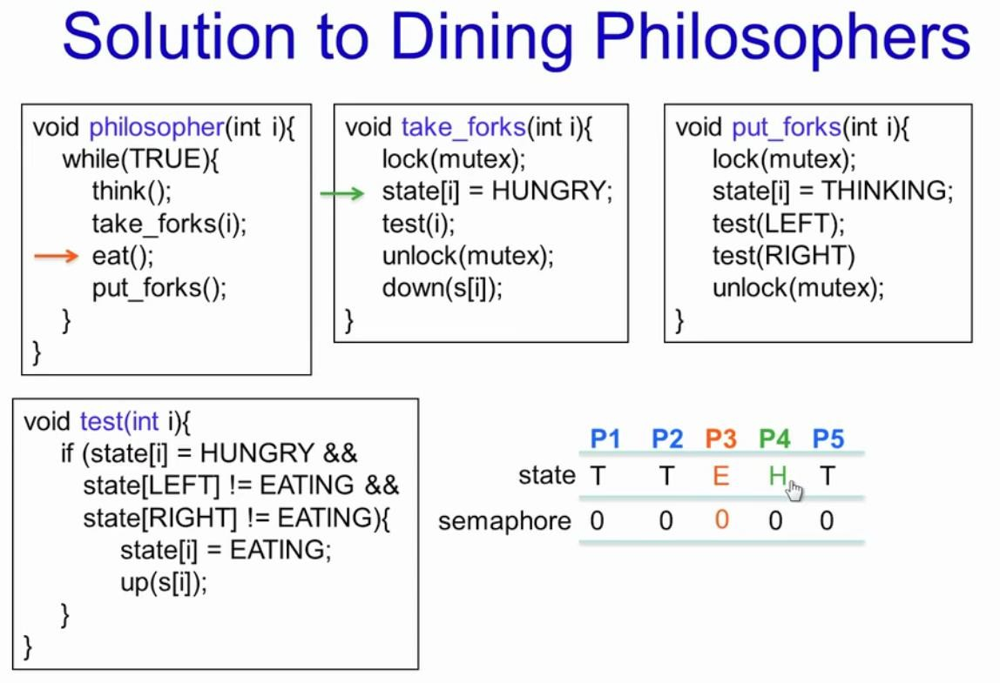 Solution to Dining Philosophers
void philosopher(int i){
while(TRUE){
think();
take_forks(i);
eat();
put_forks();
}
}
void take_forks(int i){
lock(mutex);
state[i] = HUNGRY;
test(i);
unlock(mutex);
down(s[i]);
}
void put_forks(int i){
lock(mutex);
state[i] = THINKING;
test(LEFT);
test(RIGHT)
unlock(mutex);
}
void test(int i){
if (state[i] = HUNGRY &&
state[LEFT] != EATING &&
state[RIGHT] != EATING){
state[i] = EATING;
up(s[i]);
}
}
P1 P2 P3 P4 P5
state T T E H T
semaphore 0 0 0 0 0